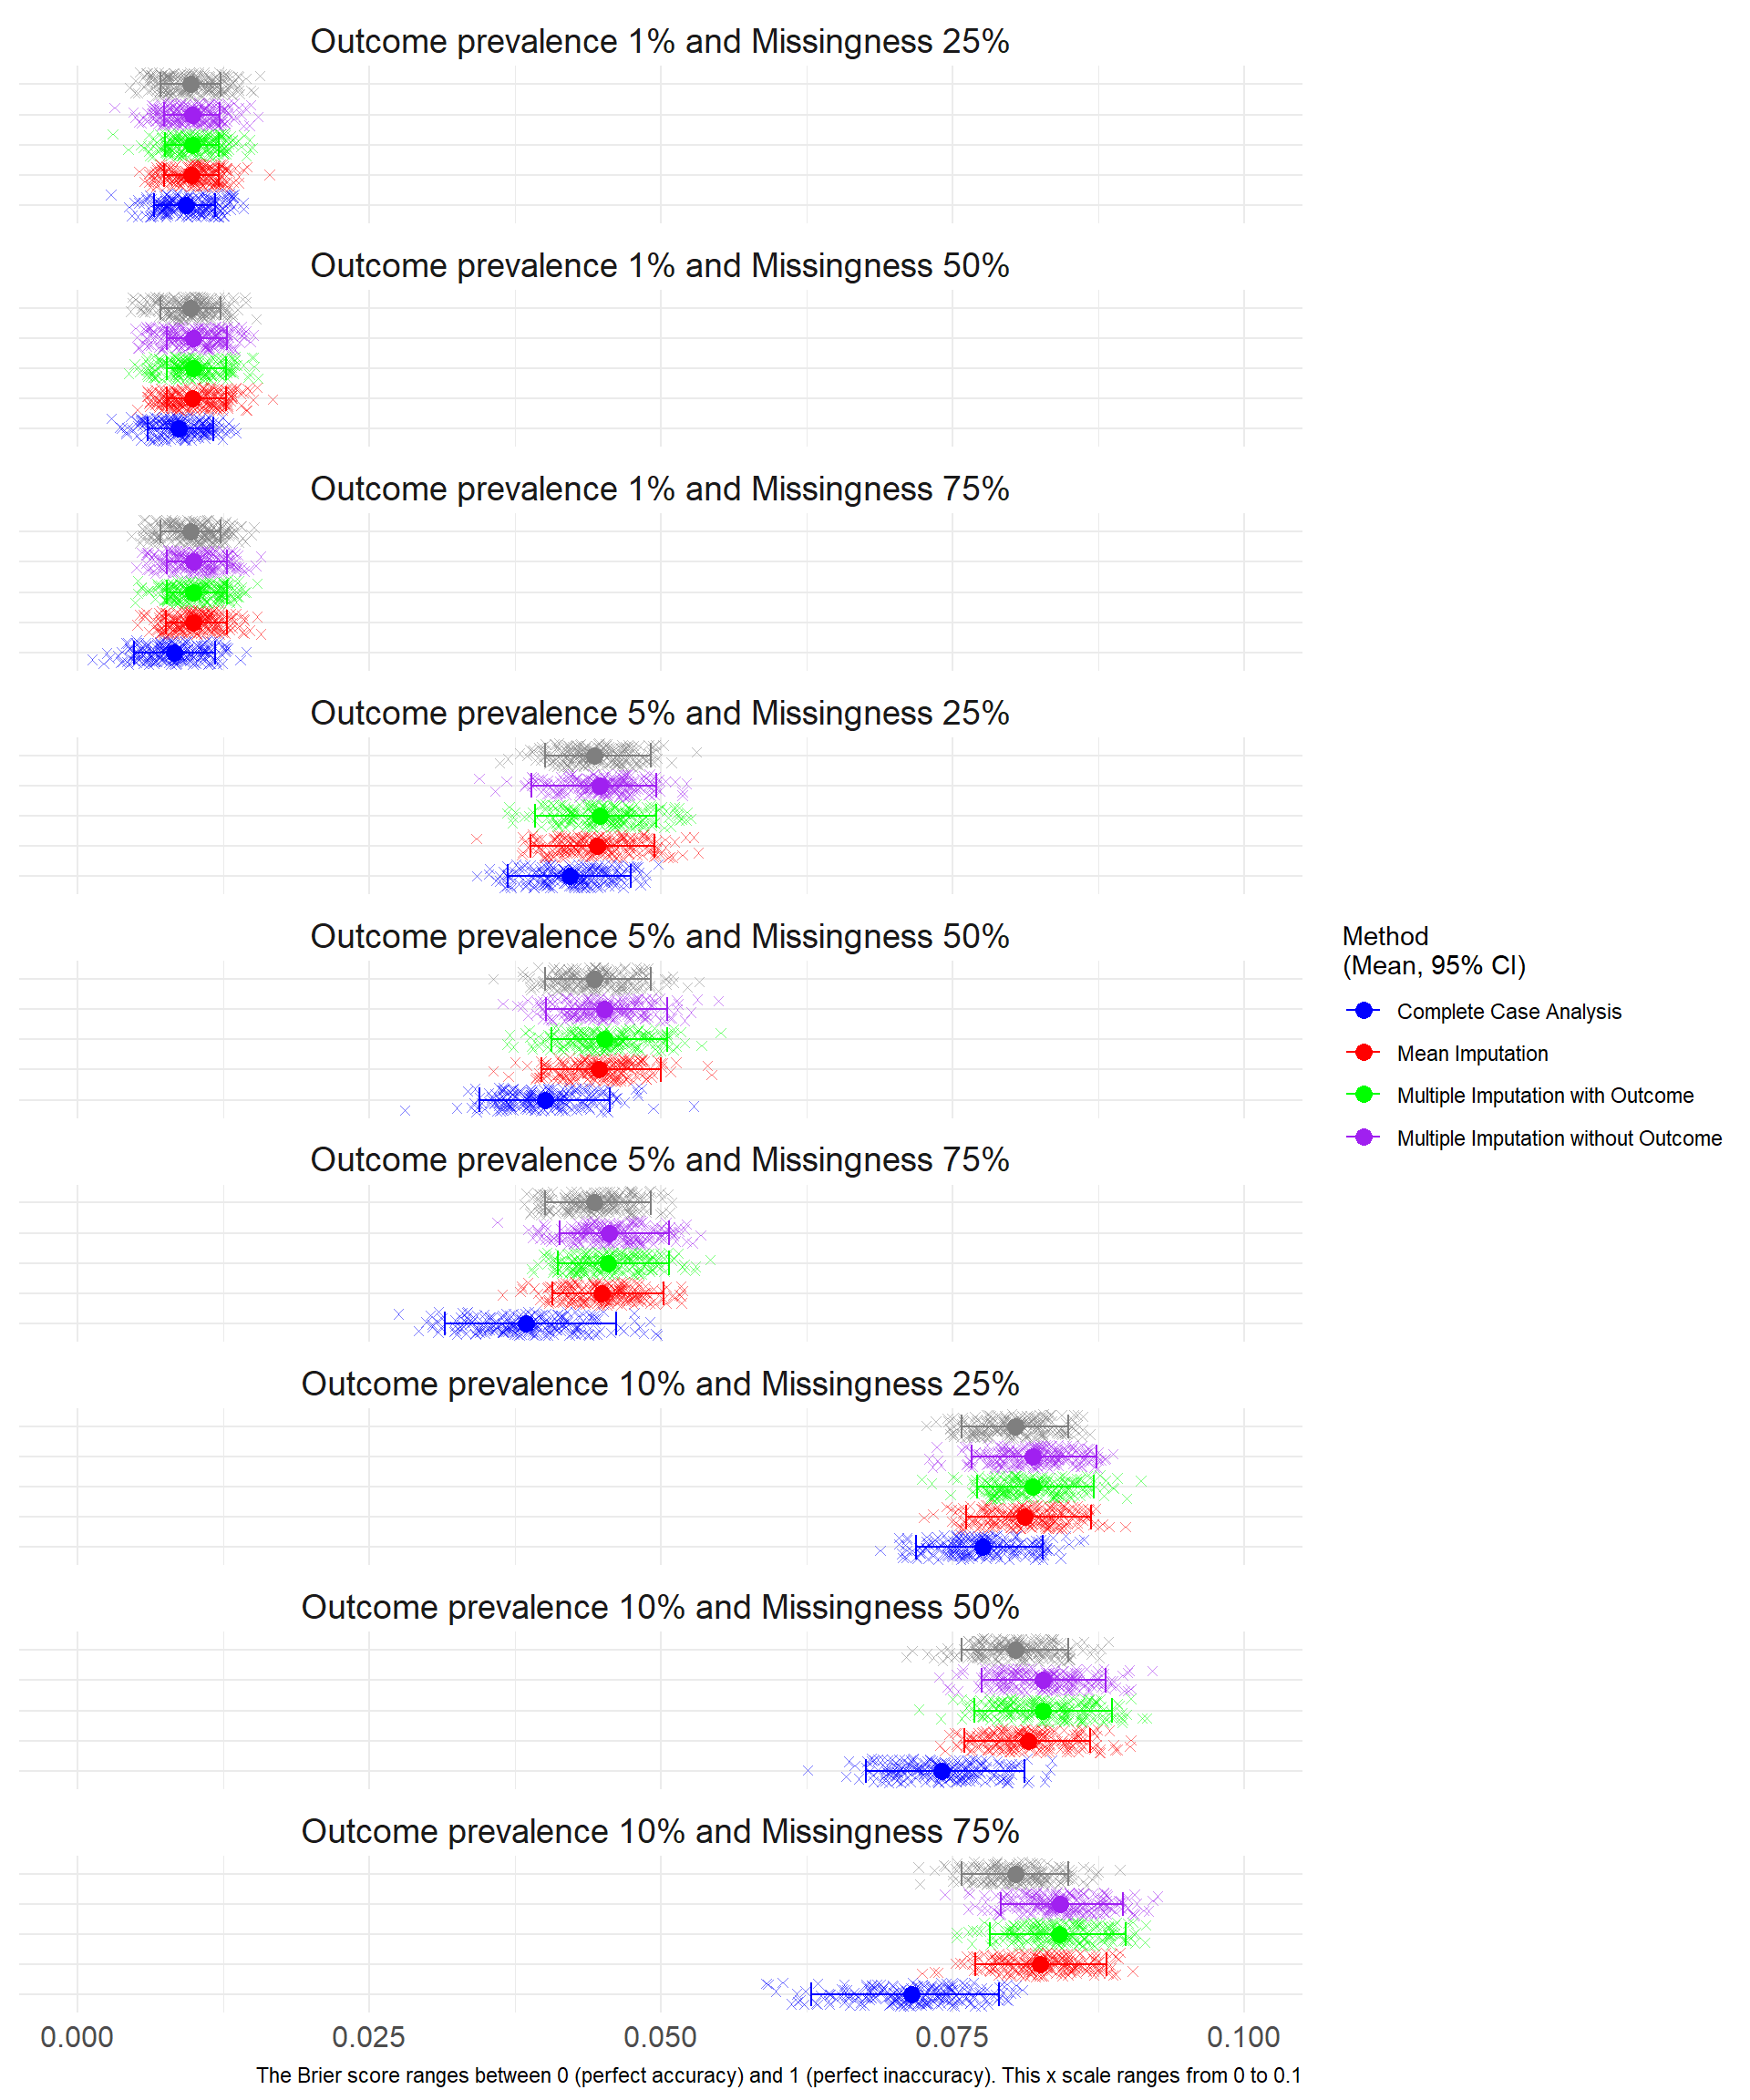 Outcome prevalence 1% and Missingness 25%
Outcome prevalence 1% and Missingness 50%
Outcome prevalence 1% and Missingness 75%
Outcome prevalence 5% and Missingness 25%
Outcome prevalence 5% and Missingness 50%
Outcome prevalence 5% and Missingness 75%
Outcome prevalence 10% and Missingness 25%
Outcome prevalence 10% and Missingness 50%
Outcome prevalence 10% and Missingness 75%
0.000 0.025 0.050 0.075 0.100
The Brier score ranges between 0 (perfect accuracy) and 1 (perfect inaccuracy). This x scale ranges from 0 to 0.1
Method
(Mean, 95% CI)
Complete Case Analysis
Mean Imputation
Multiple Imputation with Outcome
Multiple Imputation without Outcome